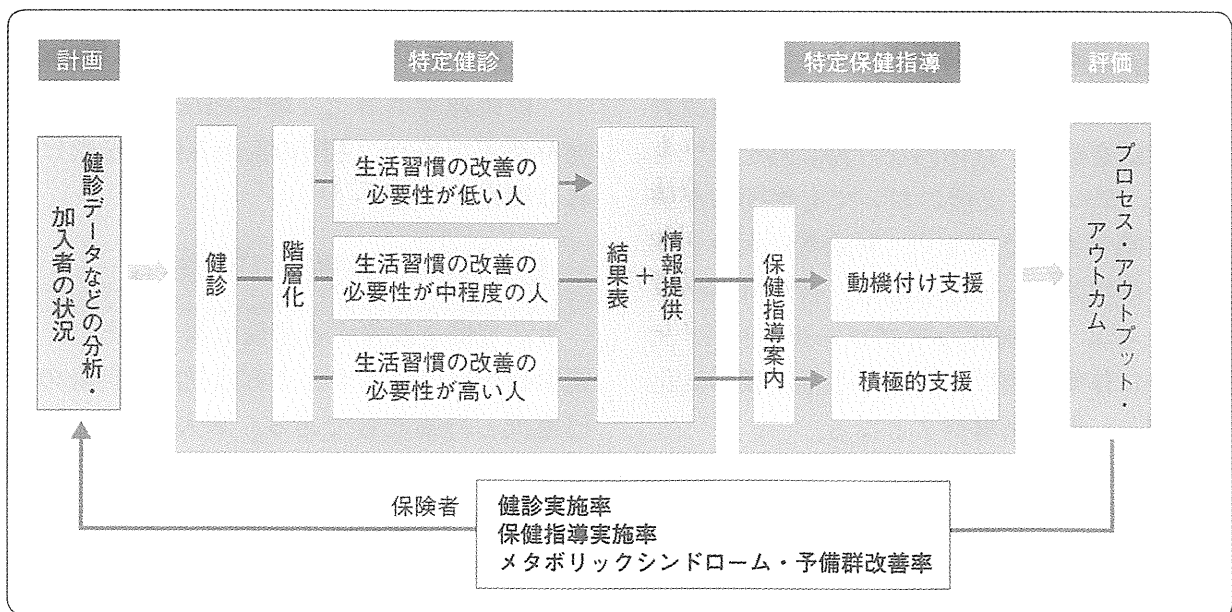 計画
特定健診
特定保健指導
評価
健診データなどの分析・
加入者の状況
健診
階層化
生活習慣の改善の
必要性が低い人
生活習慣の改善の
必要性が中程度の人
生活習慣の改善の
必要性が高い人
結果表
+
情報提供
保健指導案内
動機付け支援
積極的支援
プロセス・アウトプット・
アウトカム
保険者
健診実施率
保健指導実施率
メタボリックシンドローム・予備群改善率